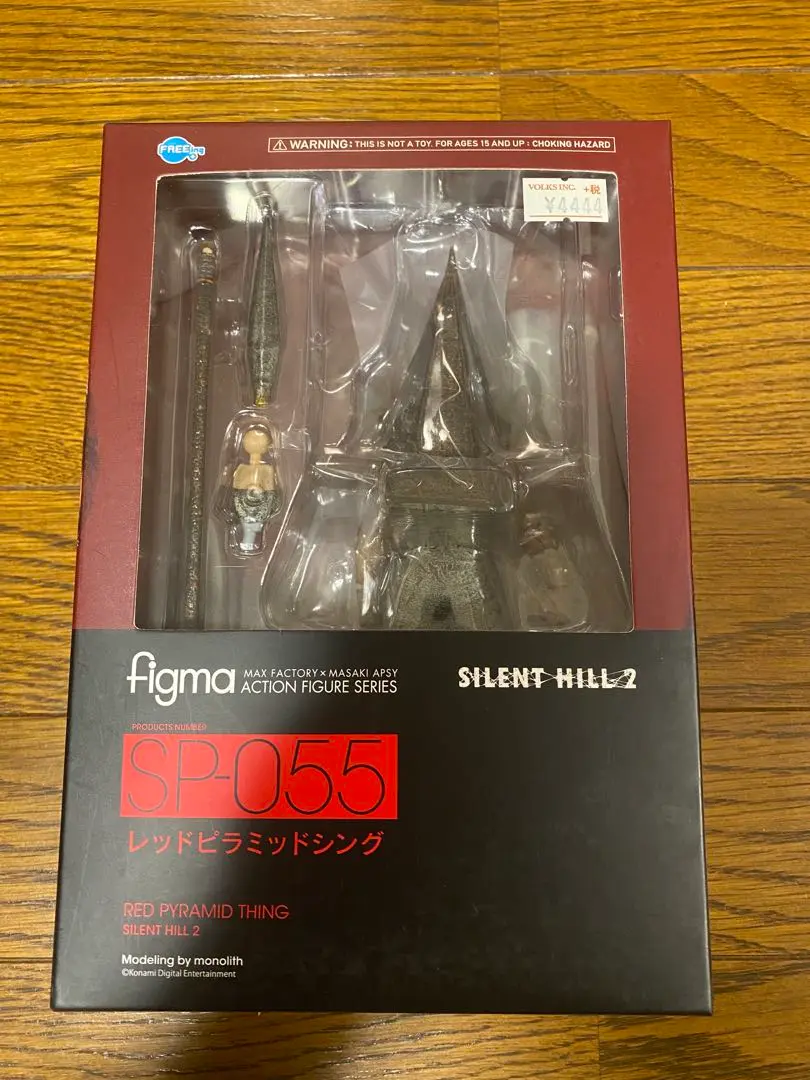 FREEing
⚠ WARNING: THIS IS NOT A TOY. FOR AGES 15 AND UP : CHOKING HAZARD
VOLKS INC. +税
¥4444
figma MAX FACTORY×MASAKI APSY
ACTION FIGURE SERIES
SILENT HILL 2
PRODUCTS NUMBER
SP-055
レッドピラミッドシング
RED PYRAMID THING
SILENT HILL 2
Modeling by monolith
©Konami Digital Entertainment